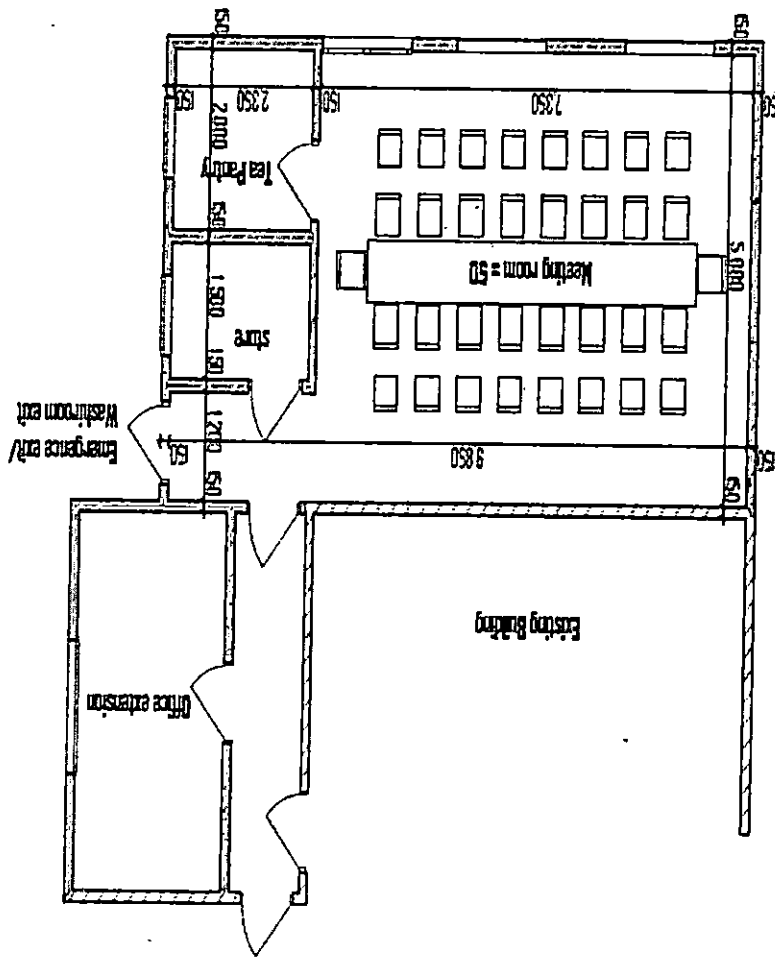 Office extension
Existing Building
150
150
150
9 850
150
1 200
Emergence exit/
Washroom exit
150
store
1 500
5 000
Meeting room = 50
150
Tea Pantry
2 000
150
7 350
150
2 350
150
150
150